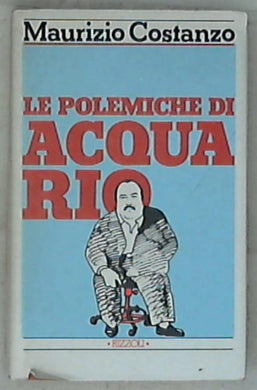 Maurizio Costanzo
LE POLEMICHE DI
ACQUA
RIO
RIZZOLI